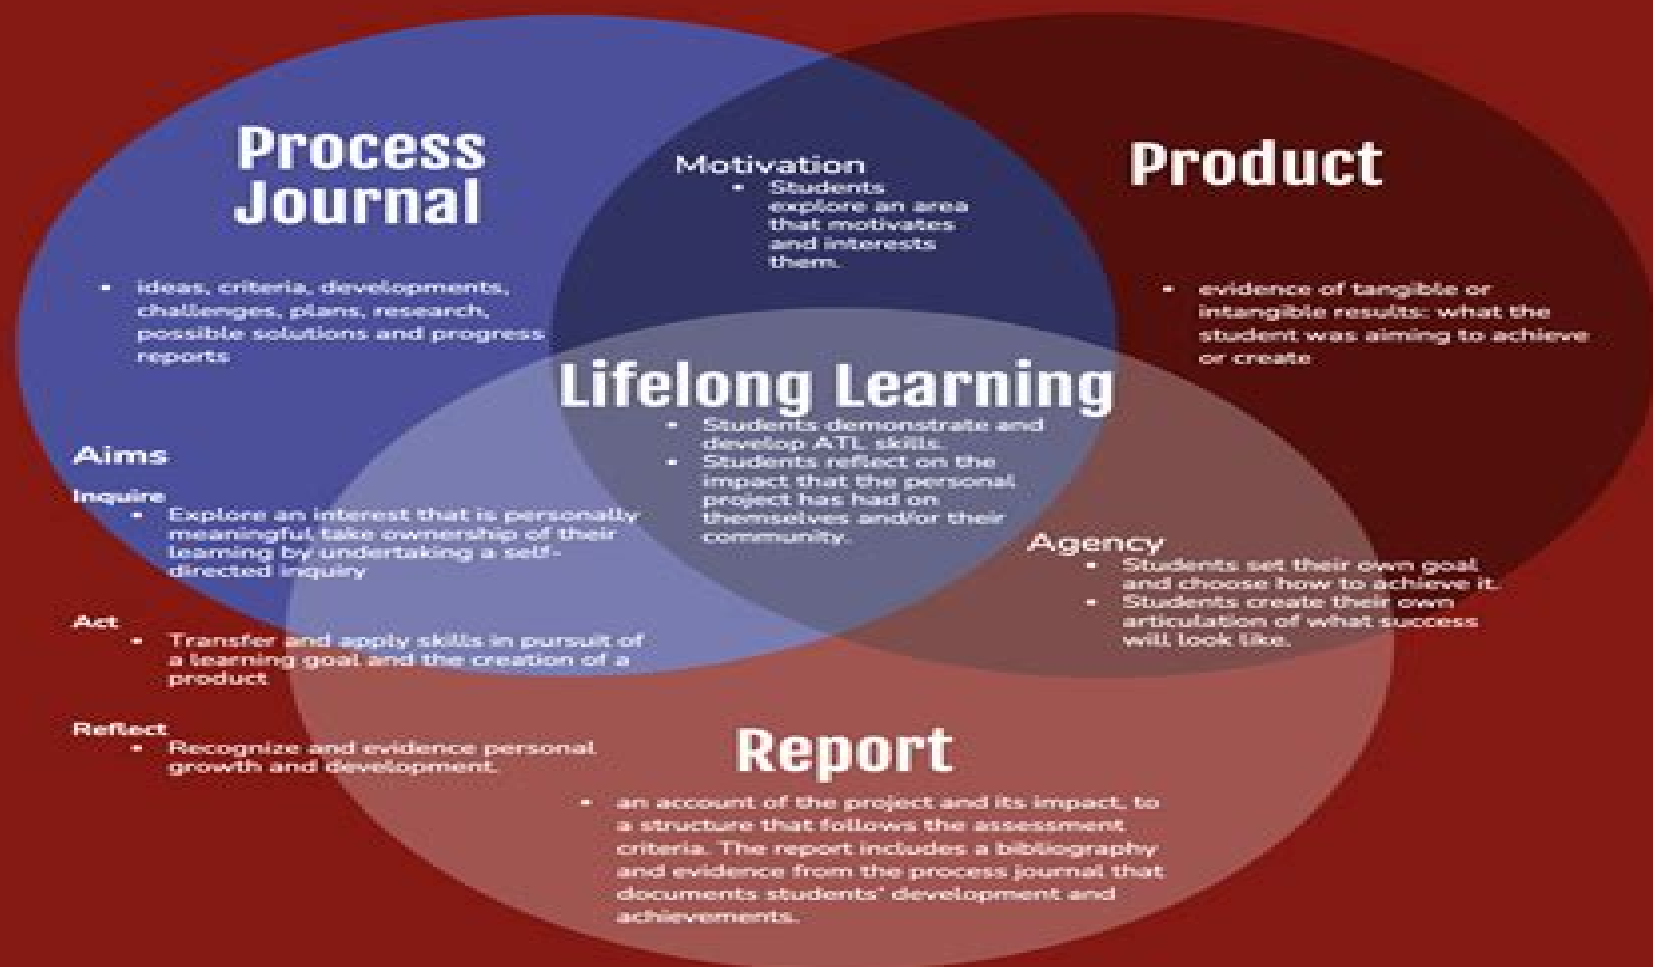 Process
Journal
• ideas, criteria, developments,
challenges, plans, research,
possible solutions and progress
reports
Motivation
• Students
explore an area
that motivates
and interests
them.
Product
• evidence of tangible or
intangible results: what the
student was aiming to achieve
or create
Lifelong Learning
• Students demonstrate and
develop ATL skills.
• Students reflect on the
impact that the personal
project has had on
themselves and/or their
community.
Aims
Inquire
• Explore an interest that is personally
meaningful, take ownership of their
learning by undertaking a self-
directed inquiry
Act
• Transfer and apply skills in pursuit of
a learning goal and the creation of a
product
Reflect
• Recognize and evidence personal
growth and development.
Agency
• Students set their own goal
and choose how to achieve it.
• Students create their own
articulation of what success
will look like.
Report
• an account of the project and its impact, to
a structure that follows the assessment
criteria. The report includes a bibliography
and evidence from the process journal that
documents students' development and
achievements.